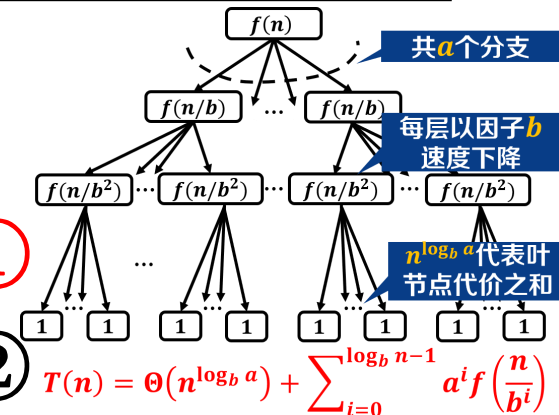 f(n)
共a个分支
f(n/b) ... f(n/b)
每层以因子b
速度下降
f(n/b²) ... f(n/b²) ... f(n/b²) ... f(n/b²)
n^{log_b a}代表叶
节点代价之和
...
... ... ... ...
1 1 1 1 1 1 1 1
2
T(n) = Θ(n^{log_b a}) + ∑_{i=0}^{log_b n-1} a^i f(n/b^i)